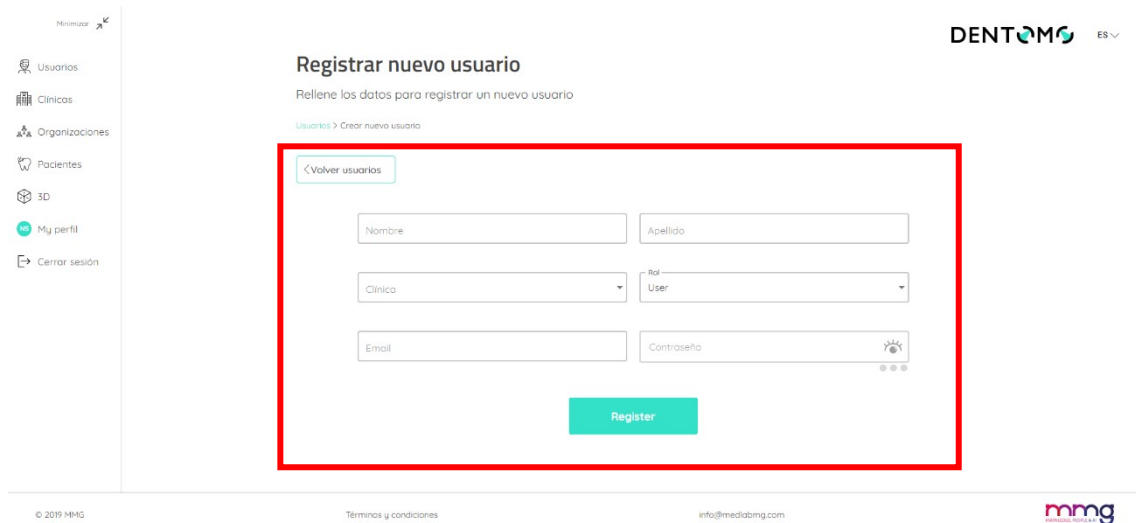 Minimizar
DENTOMG
ES
Usuarios
Clínicas
Organizaciones
Pacientes
3D
NS My perfil
Cerrar sesión
Registrar nuevo usuario
Rellene los datos para registrar un nuevo usuario
Usuarios > Crear nuevo usuario
<Volver usuarios
Nombre
Apellido
Clínica
Rol
User
Email
Contraseña
Register
© 2019 MMG
Términos y condiciones
info@mediabmg.com
mmg